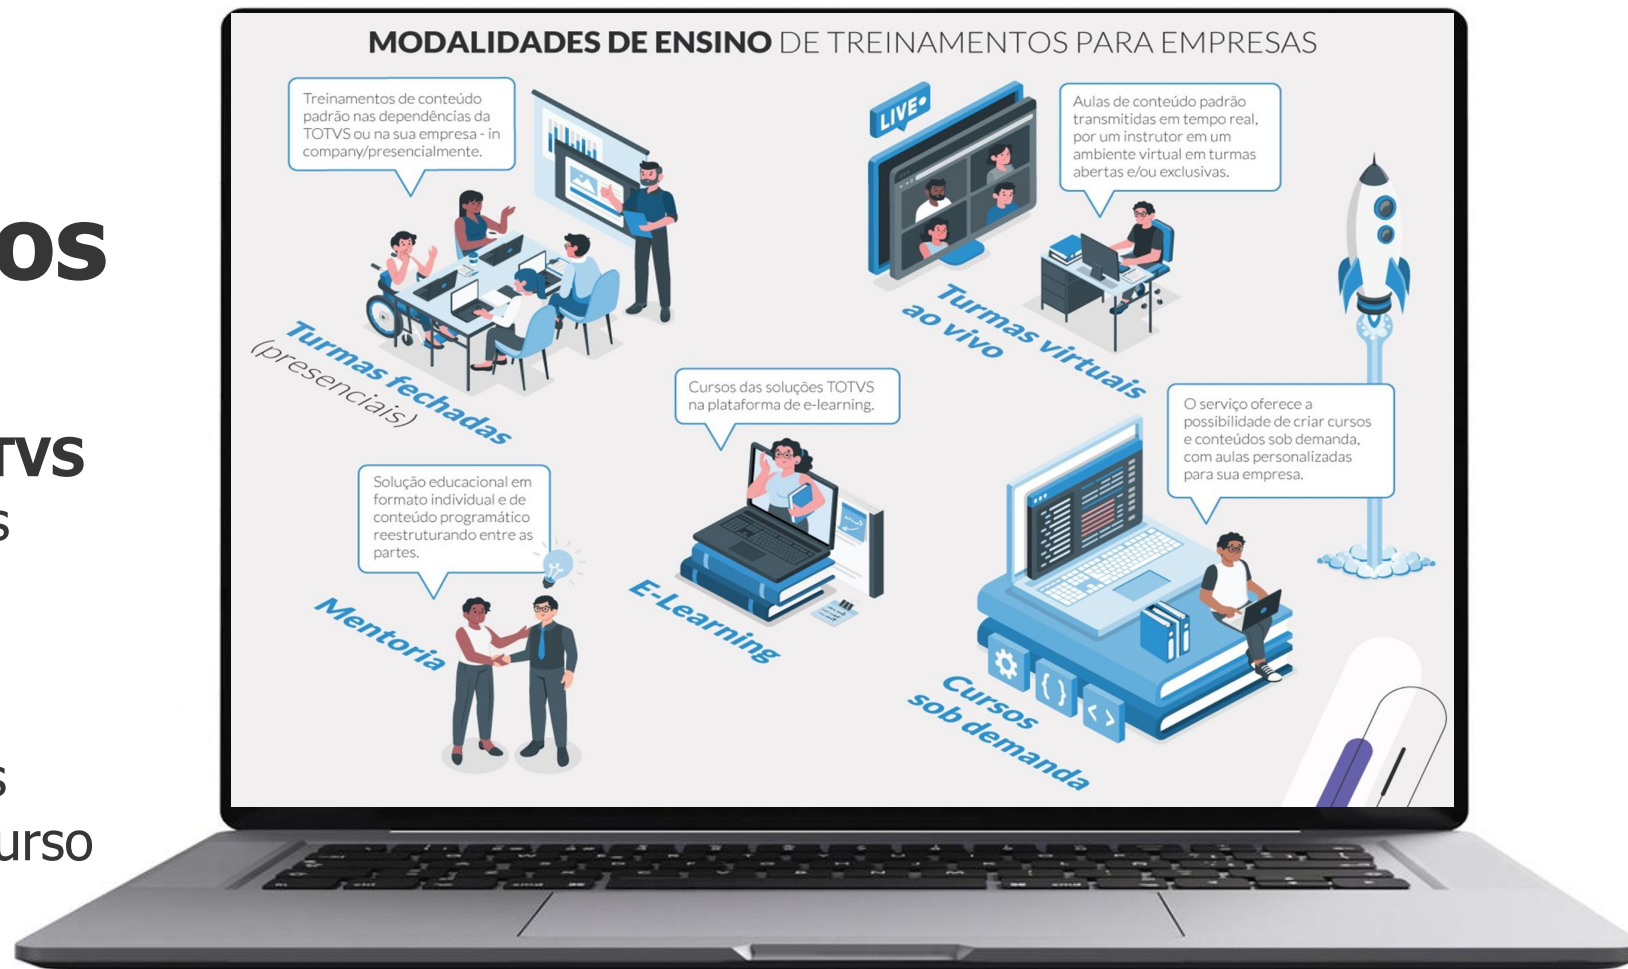 os
TVS
s
s
urso
MODALIDADES DE ENSINO DE TREINAMENTOS PARA EMPRESAS
Treinamentos de conteúdo
padrão nas dependências da
TOTVS ou na sua empresa - in
company/presencialmente.
Turmas fechadas
(presenciais)
LIVE
Aulas de conteúdo padrão
transmitidas em tempo real,
por um instrutor em um
ambiente virtual em turmas
abertas e/ou exclusivas.
Turmas virtuais
ao vivo
Solução educacional em
formato individual e de
conteúdo programático
reestruturando entre as
partes.
Mentoria
Cursos das soluções TOTVS
na plataforma de e-learning.
E-Learning
O serviço oferece a
possibilidade de criar cursos
e conteúdos sob demanda,
com aulas personalizadas
para sua empresa.
{ }
< >
Cursos
sob demanda